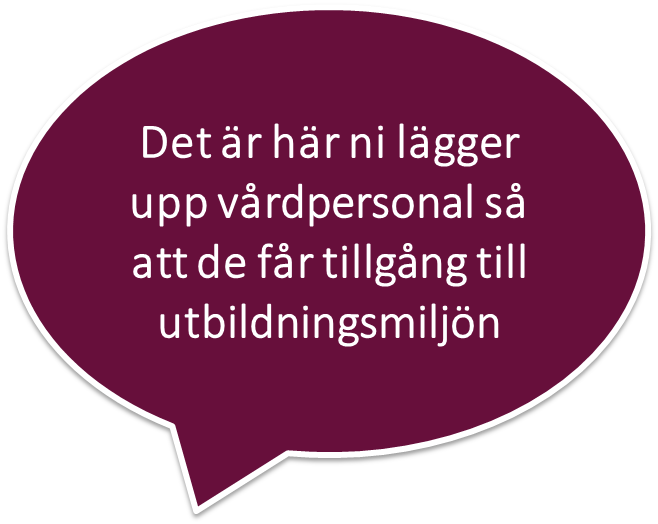 Det är här ni lägger
upp vårdpersonal så
att de får tillgång till
utbildningsmiljön